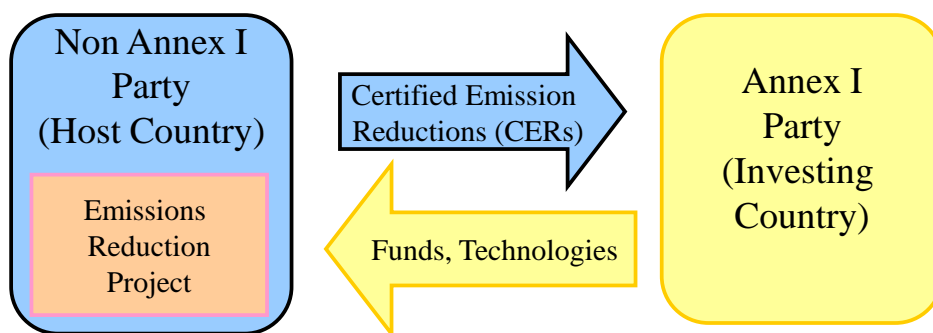 Non Annex I
Party
(Host Country)
Emissions
Reduction
Project
Certified Emission
Reductions (CERs)
Funds, Technologies
Annex I
Party
(Investing
Country)